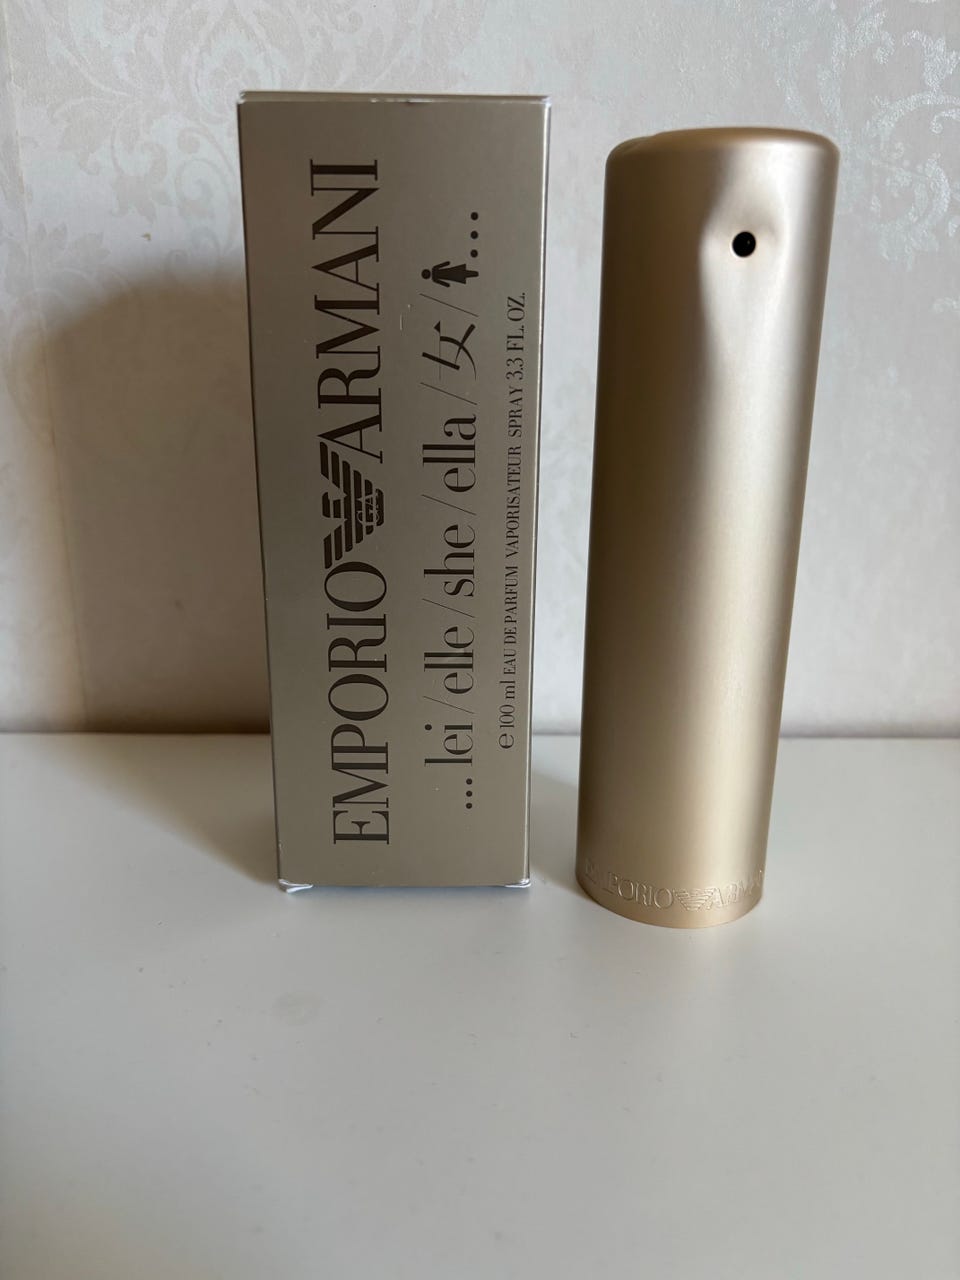 EMPORIO GA ARMANI
...lei/elle/she/ella/女/...
e 100 ml EAU DE PARFUM VAPORISATEUR SPRAY 3.3 FL. OZ.
EMPORIO ARMANI